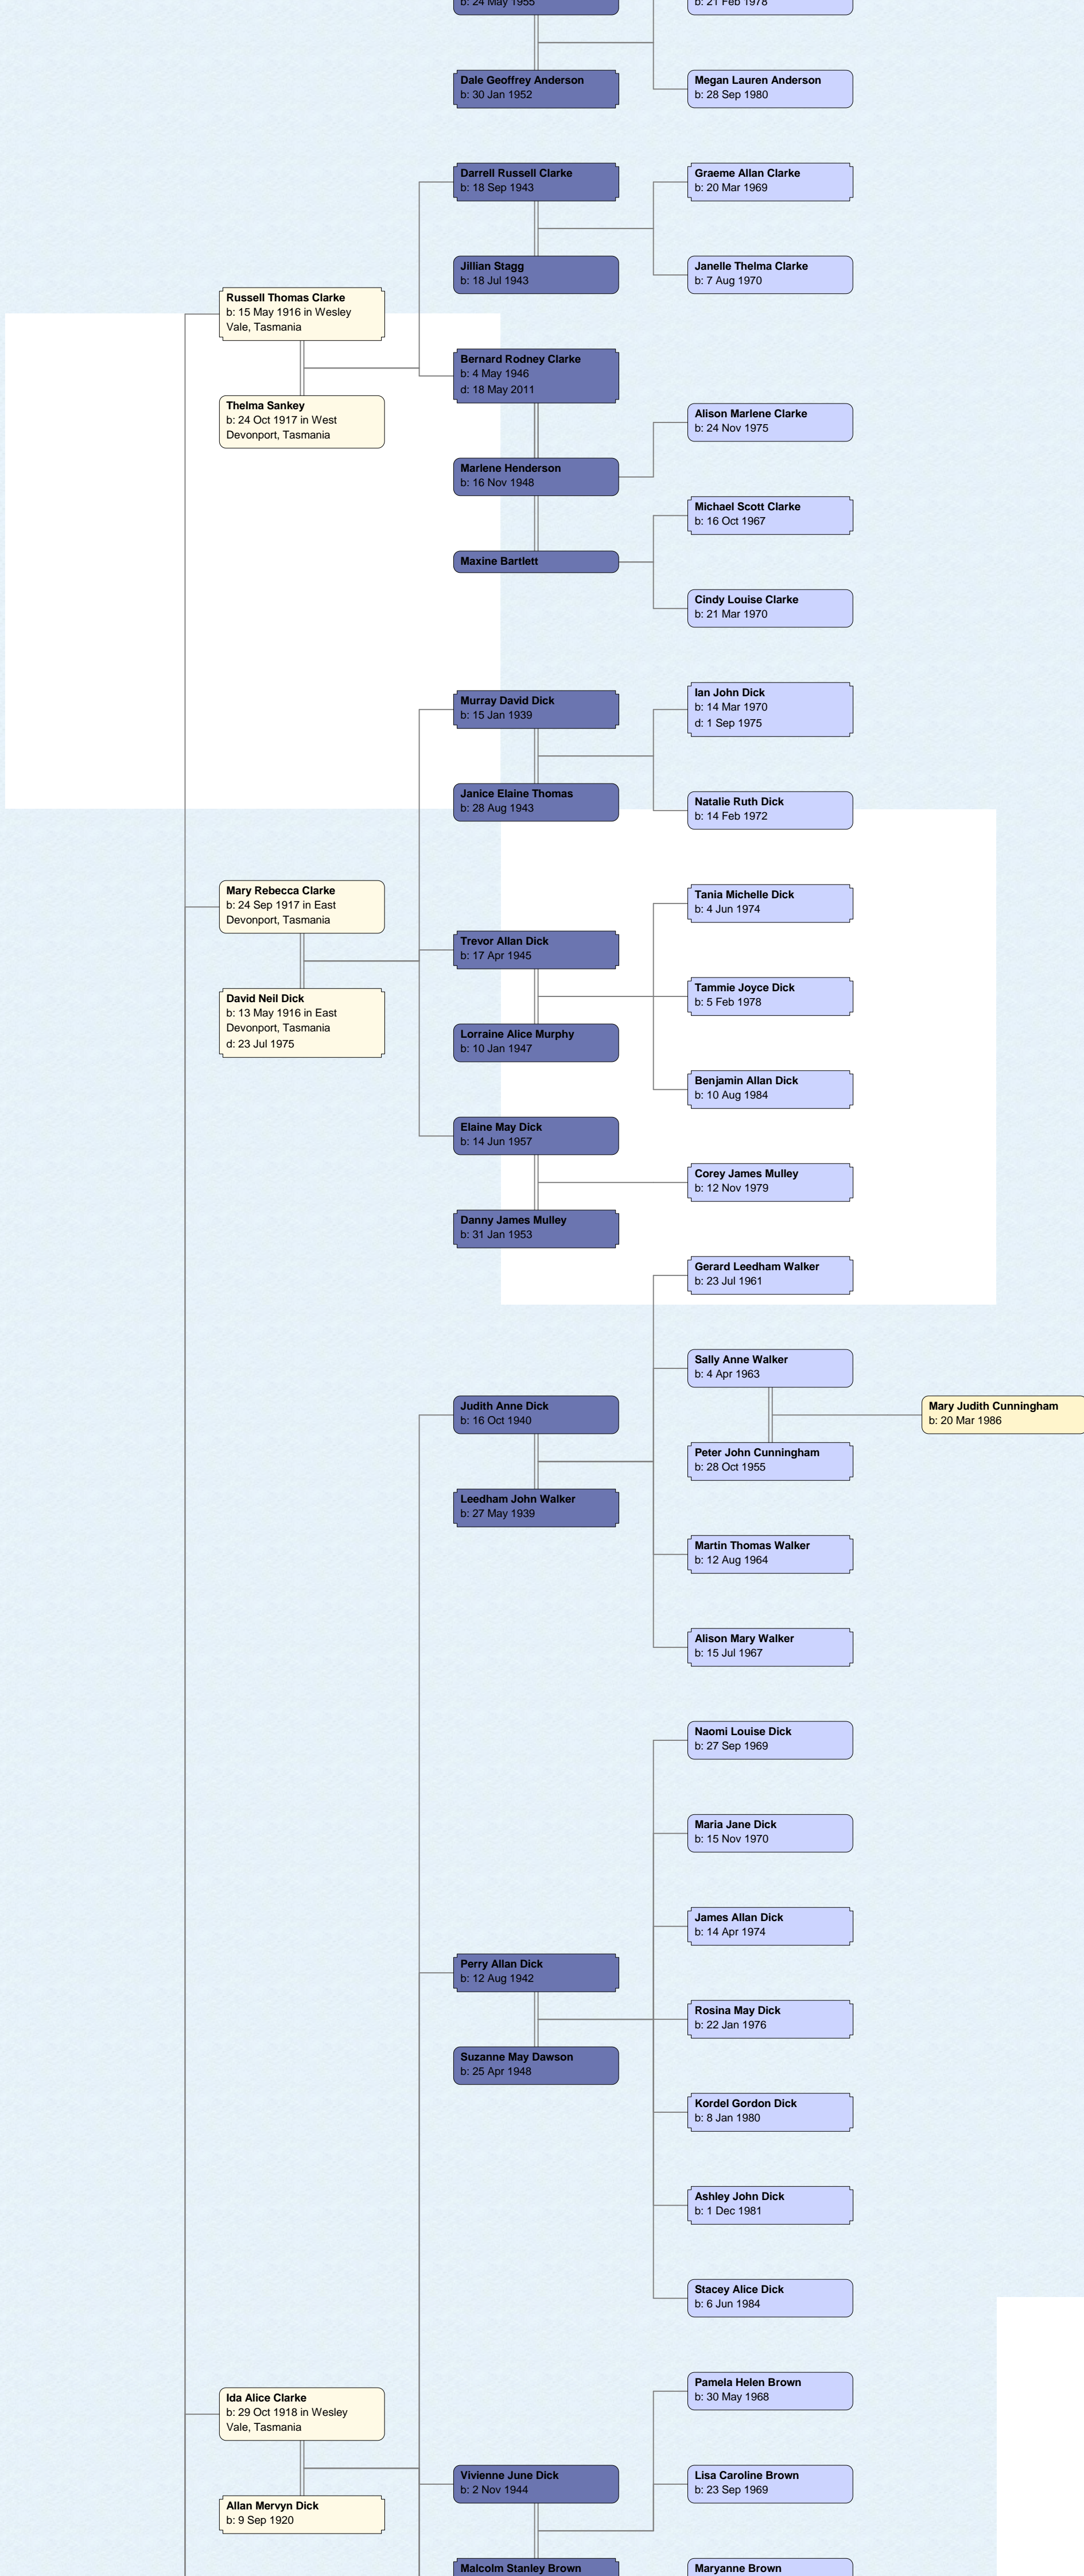 b: 24 May 1955
b: 21 Feb 1978
Dale Geoffrey Anderson
b: 30 Jan 1952
Megan Lauren Anderson
b: 28 Sep 1980
Darrell Russell Clarke
b: 18 Sep 1943
Graeme Allan Clarke
b: 20 Mar 1969
Jillian Stagg
b: 18 Jul 1943
Janelle Thelma Clarke
b: 7 Aug 1970
Russell Thomas Clarke
b: 15 May 1916 in Wesley
Vale, Tasmania
Bernard Rodney Clarke
b: 4 May 1946
d: 18 May 2011
Thelma Sankey
b: 24 Oct 1917 in West
Devonport, Tasmania
Alison Marlene Clarke
b: 24 Nov 1975
Marlene Henderson
b: 16 Nov 1948
Michael Scott Clarke
b: 16 Oct 1967
Maxine Bartlett
Cindy Louise Clarke
b: 21 Mar 1970
Murray David Dick
b: 15 Jan 1939
Ian John Dick
b: 14 Mar 1970
d: 1 Sep 1975
Janice Elaine Thomas
b: 28 Aug 1943
Natalie Ruth Dick
b: 14 Feb 1972
Mary Rebecca Clarke
b: 24 Sep 1917 in East
Devonport, Tasmania
Tania Michelle Dick
b: 4 Jun 1974
Trevor Allan Dick
b: 17 Apr 1945
Tammie Joyce Dick
b: 5 Feb 1978
David Neil Dick
b: 13 May 1916 in East
Devonport, Tasmania
d: 23 Jul 1975
Lorraine Alice Murphy
b: 10 Jan 1947
Benjamin Allan Dick
b: 10 Aug 1984
Elaine May Dick
b: 14 Jun 1957
Corey James Mulley
b: 12 Nov 1979
Danny James Mulley
b: 31 Jan 1953
Gerard Leedham Walker
b: 23 Jul 1961
Sally Anne Walker
b: 4 Apr 1963
Judith Anne Dick
b: 16 Oct 1940
Mary Judith Cunningham
b: 20 Mar 1986
Peter John Cunningham
b: 28 Oct 1955
Leedham John Walker
b: 27 May 1939
Martin Thomas Walker
b: 12 Aug 1964
Alison Mary Walker
b: 15 Jul 1967
Naomi Louise Dick
b: 27 Sep 1969
Maria Jane Dick
b: 15 Nov 1970
James Allan Dick
b: 14 Apr 1974
Perry Allan Dick
b: 12 Aug 1942
Rosina May Dick
b: 22 Jan 1976
Suzanne May Dawson
b: 25 Apr 1948
Kordel Gordon Dick
b: 8 Jan 1980
Ashley John Dick
b: 1 Dec 1981
Stacey Alice Dick
b: 6 Jun 1984
Pamela Helen Brown
b: 30 May 1968
Ida Alice Clarke
b: 29 Oct 1918 in Wesley
Vale, Tasmania
Vivienne June Dick
b: 2 Nov 1944
Lisa Caroline Brown
b: 23 Sep 1969
Allan Mervyn Dick
b: 9 Sep 1920
Malcolm Stanley Brown
Maryanne Brown